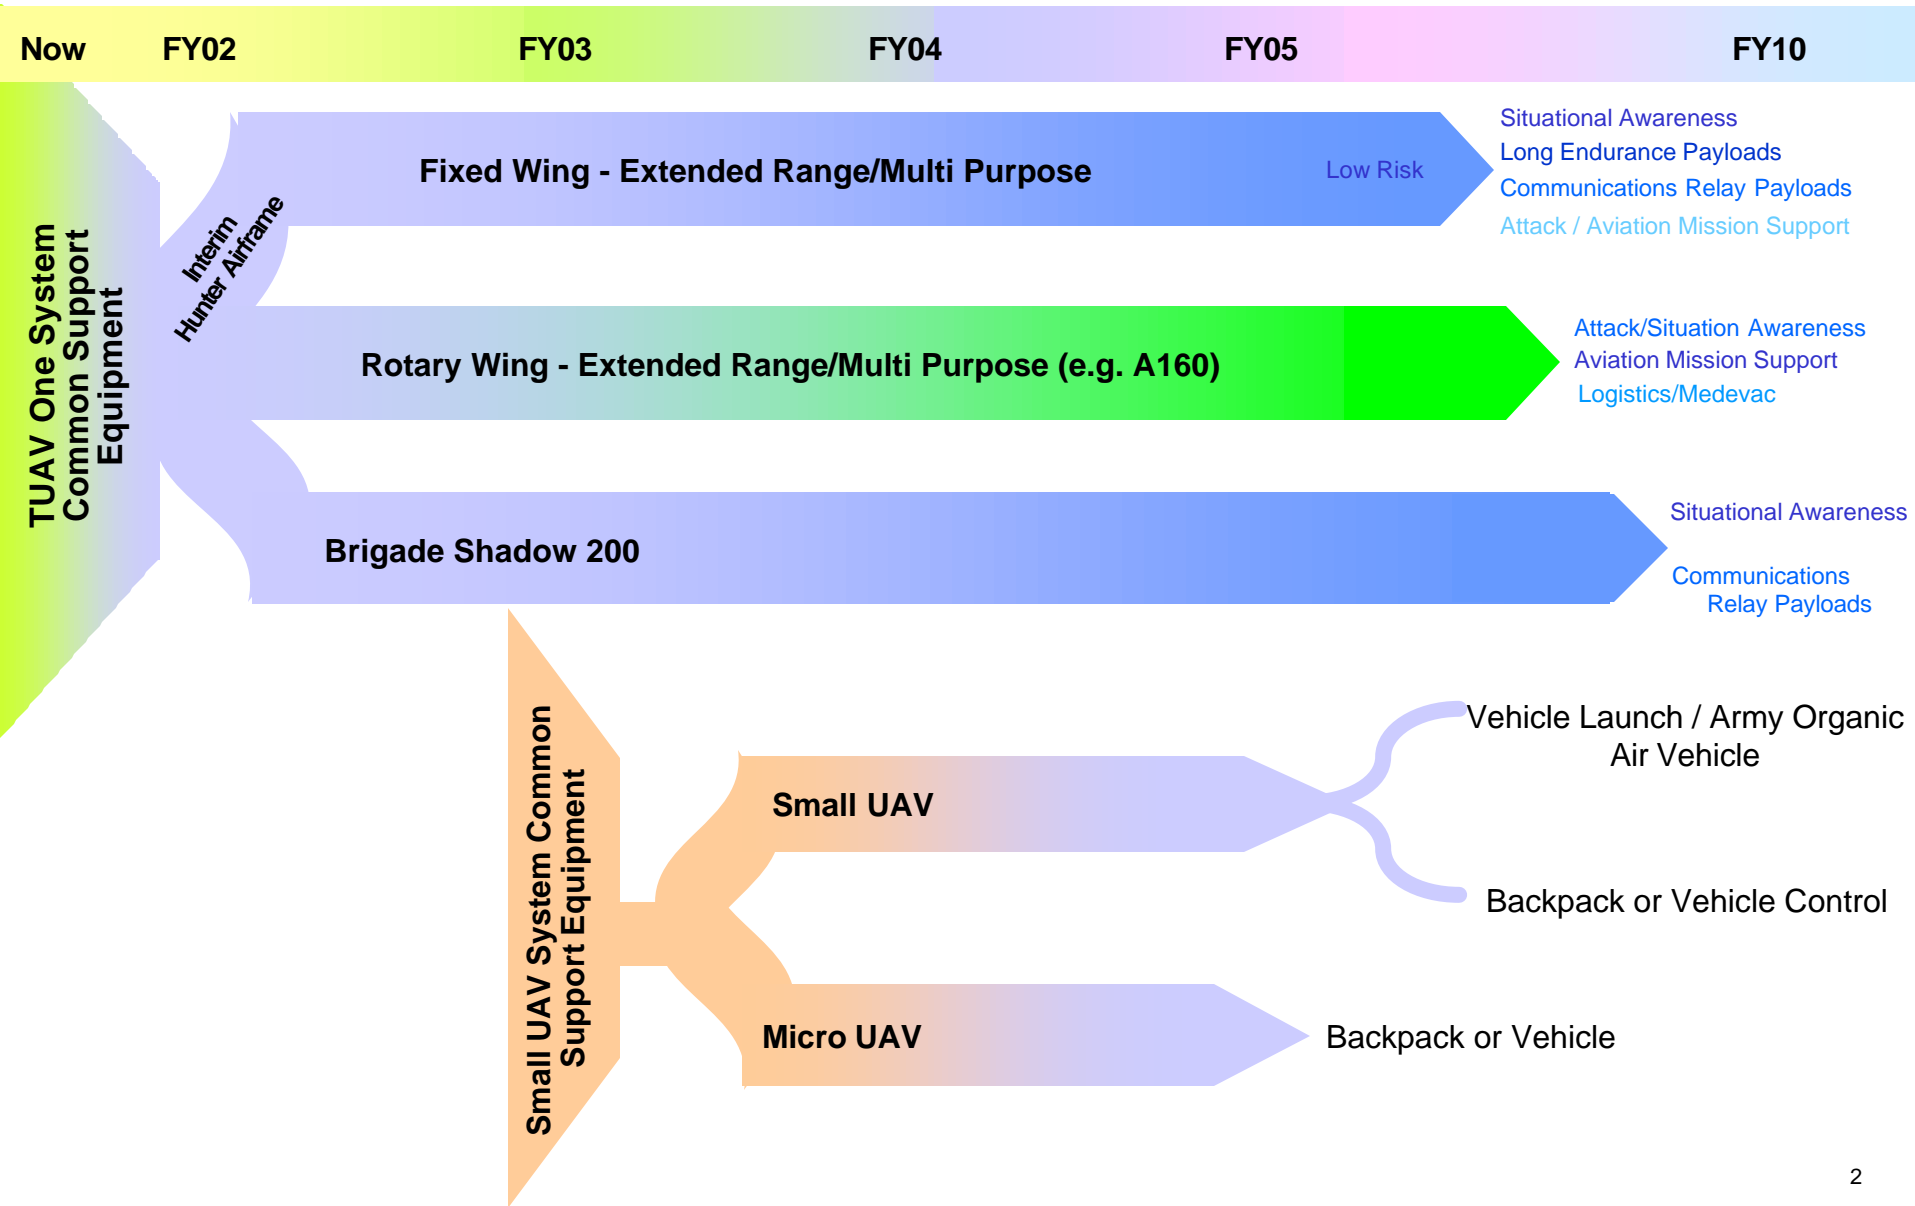 Now FY02 FY03 FY04 FY05 FY10
TUAV One System
Common Support
Equipment
Interim
Hunter Airframe
Fixed Wing - Extended Range/Multi Purpose
Low Risk
Situational Awareness
Long Endurance Payloads
Communications Relay Payloads
Attack / Aviation Mission Support
Rotary Wing - Extended Range/Multi Purpose (e.g. A160)
Attack/Situation Awareness
Aviation Mission Support
Logistics/Medevac
Brigade Shadow 200
Situational Awareness
Communications
Relay Payloads
Small UAV System Common
Support Equipment
Small UAV
Vehicle Launch / Army Organic
Air Vehicle
Backpack or Vehicle Control
Micro UAV
Backpack or Vehicle
2